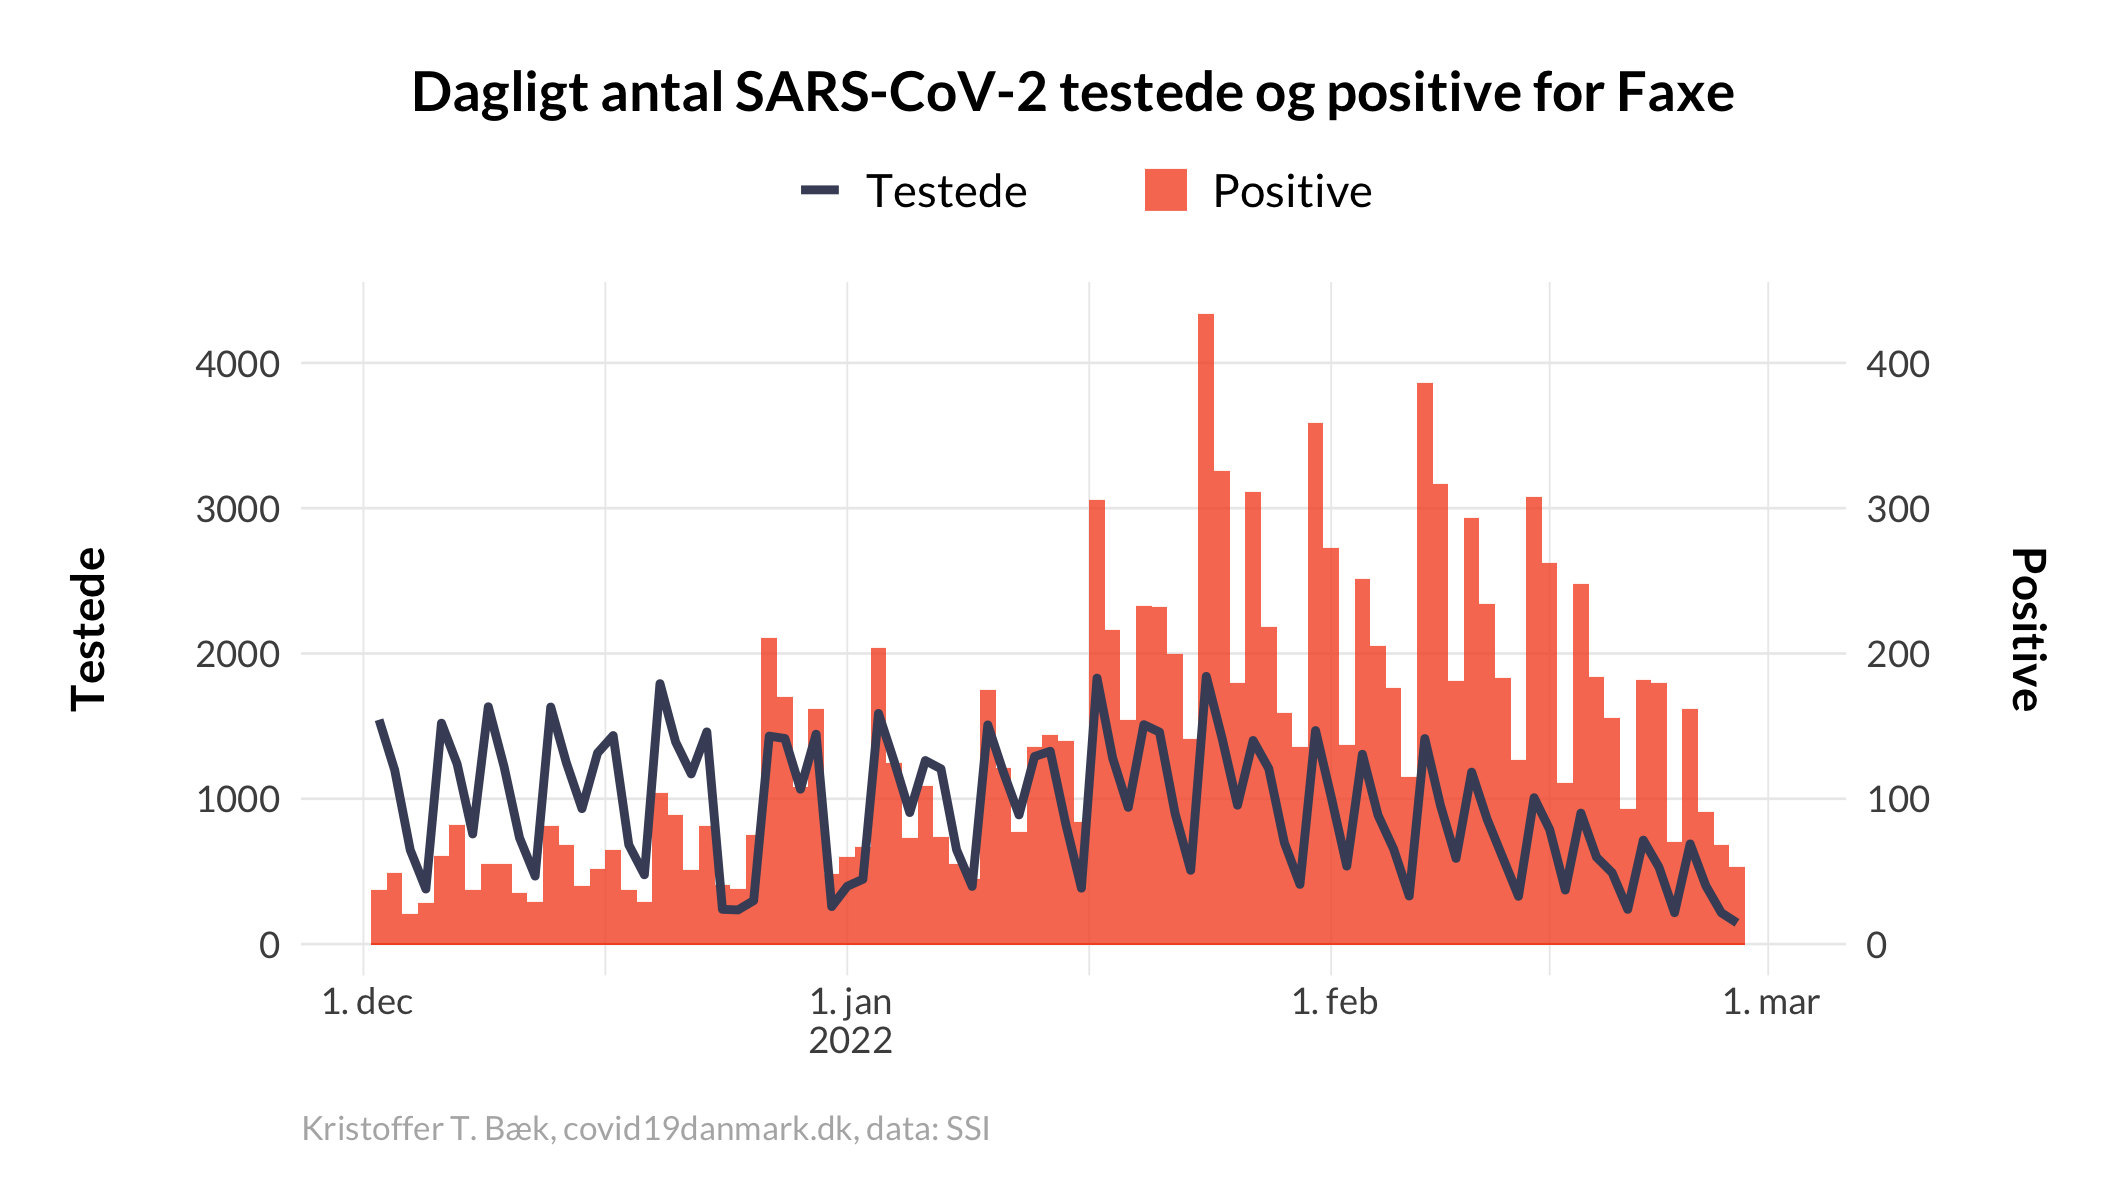 Dagligt antal SARS-CoV-2 testede og positive for Faxe
Testede
Positive
4000
3000
2000
1000
0
Testede
400
300
200
100
0
Positive
1. dec
1. jan
2022
1. feb
1. mar
Kristoffer T. Bæk, covid19danmark.dk, data: SSI